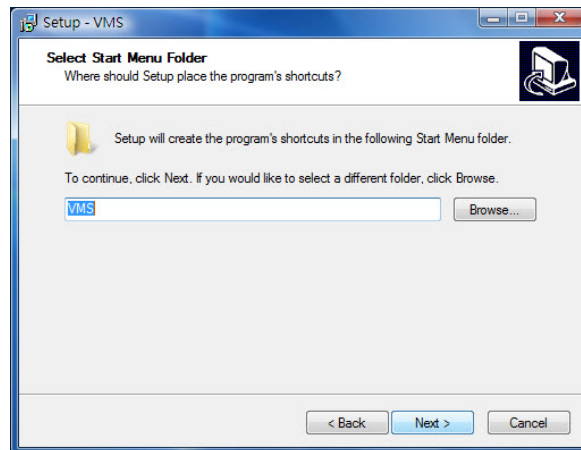 Setup - VMS
Select Start Menu Folder
Where should Setup place the program's shortcuts?
Setup will create the program's shortcuts in the following Start Menu folder.
To continue, click Next. If you would like to select a different folder, click Browse.
VMS
Browse...
< Back
Next >
Cancel